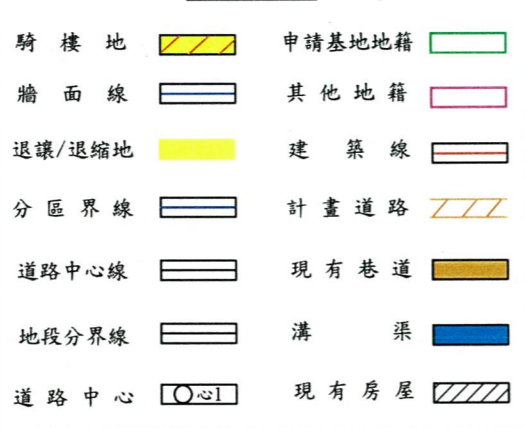 騎樓地 申請基地地籍
牆面線 其他地籍
退讓/退縮地 建築線
分區界線 計畫道路
道路中心線 現有巷道
地段分界線 溝渠
道路中心 心1 現有房屋